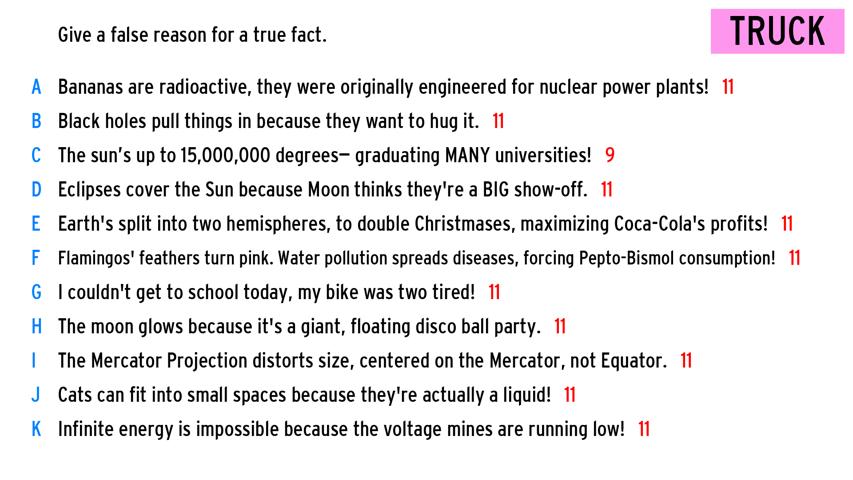 Give a false reason for a true fact.
TRUCK
A Bananas are radioactive, they were originally engineered for nuclear power plants! 11
B Black holes pull things in because they want to hug it. 11
C The sun's up to 15,000,000 degrees— graduating MANY universities! 9
D Eclipses cover the Sun because Moon thinks they're a BIG show-off. 11
E Earth's split into two hemispheres, to double Christmases, maximizing Coca-Cola's profits! 11
F Flamingos' feathers turn pink. Water pollution spreads diseases, forcing Pepto-Bismol consumption! 11
G I couldn't get to school today, my bike was two tired! 11
H The moon glows because it's a giant, floating disco ball party. 11
I The Mercator Projection distorts size, centered on the Mercator, not Equator. 11
J Cats can fit into small spaces because they're actually a liquid! 11
K Infinite energy is impossible because the voltage mines are running low! 11